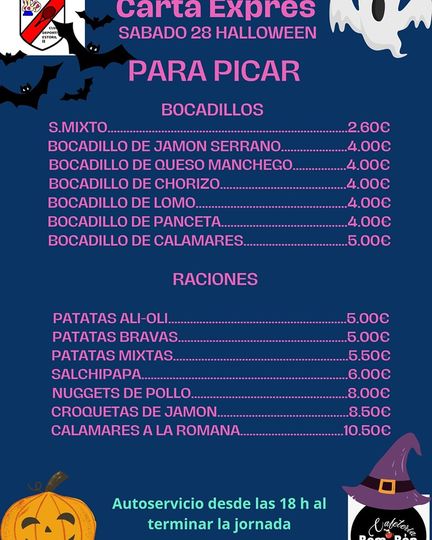 Carta Exprés
SABADO 28 HALLOWEEN
PARA PICAR
BOCADILLOS
S.MIXTO..........2.60€
BOCADILLO DE JAMON SERRANO..........4.00€
BOCADILLO DE QUESO MANCHEGO..........4.00€
BOCADILLO DE CHORIZO..........4.00€
BOCADILLO DE LOMO..........4.00€
BOCADILLO DE PANCETA..........4.00€
BOCADILLO DE CALAMARES..........5.00€
RACIONES
PATATAS ALI-OLI..........5.00€
PATATAS BRAVAS..........5.00€
PATATAS MIXTAS..........5.50€
SALCHIPAPA..........6.00€
NUGGETS DE POLLO..........8.00€
CROQUETAS DE JAMON..........8.50€
CALAMARES A LA ROMANA..........10.50€
Autoservicio desde las 18 h al
terminar la jornada
Cafetería